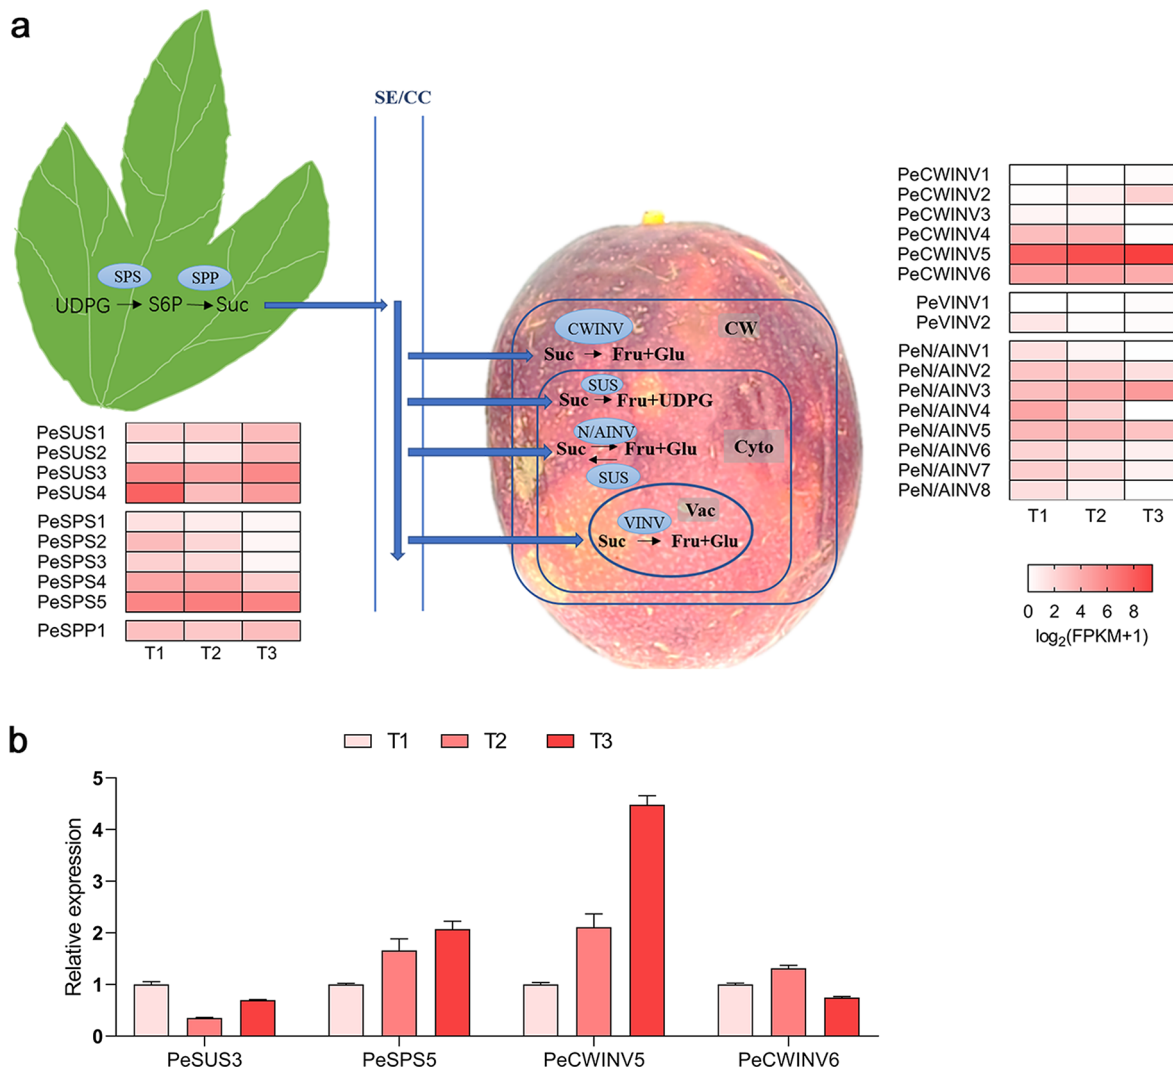 a
SE/CC
SPS
SPP
UDPG
S6P
Suc
CWINV
CW
Suc
Fru+Glu
SUS
Suc
Fru+UDPG
N/AINV
Suc
Fru+Glu
Cyto
SUS
Vac
VINV
Suc
Fru+Glu
PeSUS1
PeSUS2
PeSUS3
PeSUS4
PeSPS1
PeSPS2
PeSPS3
PeSPS4
PeSPS5
PeSPP1
T1 T2 T3
PeCWINV1
PeCWINV2
PeCWINV3
PeCWINV4
PeCWINV5
PeCWINV6
PeVINV1
PeVINV2
PeN/AINV1
PeN/AINV2
PeN/AINV3
PeN/AINV4
PeN/AINV5
PeN/AINV6
PeN/AINV7
PeN/AINV8
T1 T2 T3
0 2 4 6 8
log2(FPKM+1)
b
T1 T2 T3
Relative expression
5
4
3
2
1
0
PeSUS3 PeSPS5 PeCWINV5 PeCWINV6